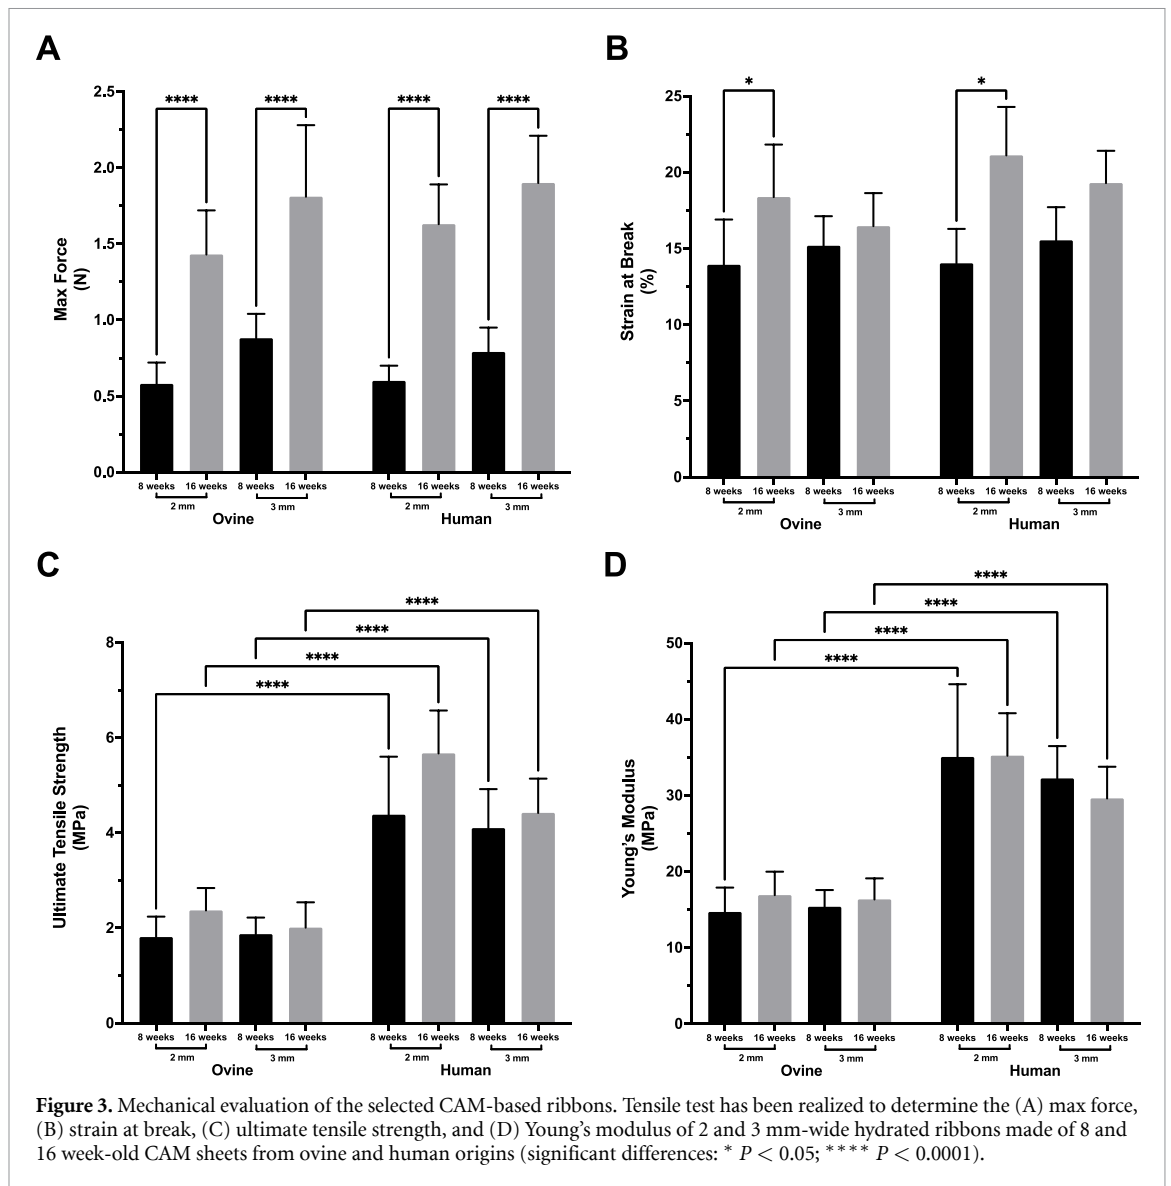 A
Max Force
(N)
2.5
2.0
1.5
1.0
0.5
0.0
**** **** **** ****
8 weeks 16 weeks 8 weeks 16 weeks 8 weeks 16 weeks 8 weeks 16 weeks
2 mm 3 mm 2 mm 3 mm
Ovine Human
B
Strain at Break
(%)
25
20
15
10
5
0
* *
8 weeks 16 weeks 8 weeks 16 weeks 8 weeks 16 weeks 8 weeks 16 weeks
2 mm 3 mm 2 mm 3 mm
Ovine Human
C
Ultimate Tensile Strength
(MPa)
8
6
4
2
0
****
****
****
****
8 weeks 16 weeks 8 weeks 16 weeks 8 weeks 16 weeks 8 weeks 16 weeks
2 mm 3 mm 2 mm 3 mm
Ovine Human
D
Young's Modulus
(MPa)
50
40
30
20
10
0
****
****
****
****
8 weeks 16 weeks 8 weeks 16 weeks 8 weeks 16 weeks 8 weeks 16 weeks
2 mm 3 mm 2 mm 3 mm
Ovine Human
Figure 3. Mechanical evaluation of the selected CAM-based ribbons. Tensile test has been realized to determine the (A) max force,
(B) strain at break, (C) ultimate tensile strength, and (D) Young's modulus of 2 and 3 mm-wide hydrated ribbons made of 8 and
16 week-old CAM sheets from ovine and human origins (significant differences: * P < 0.05; **** P < 0.0001).